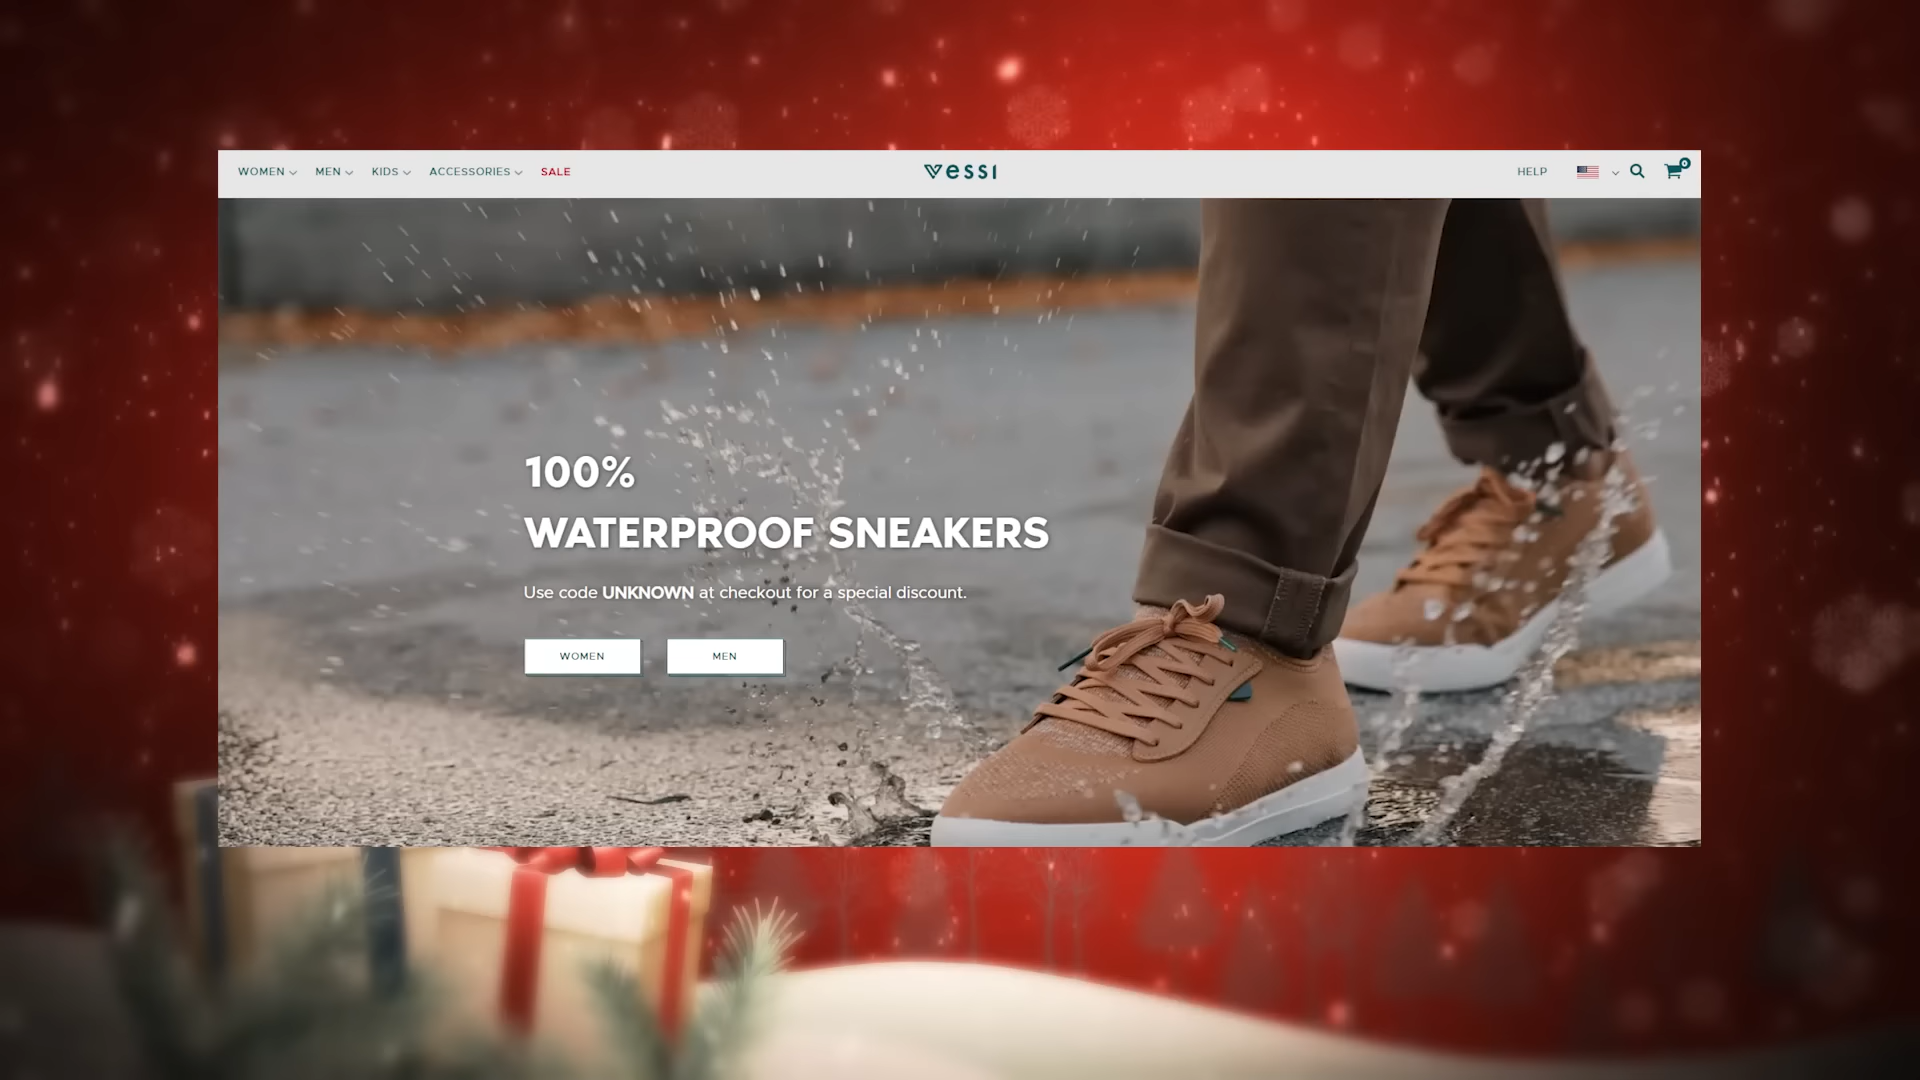 WOMEN MEN KIDS ACCESSORIES SALE vessi HELP 0
100%
WATERPROOF SNEAKERS
Use code UNKNOWN at checkout for a special discount.
WOMEN MEN